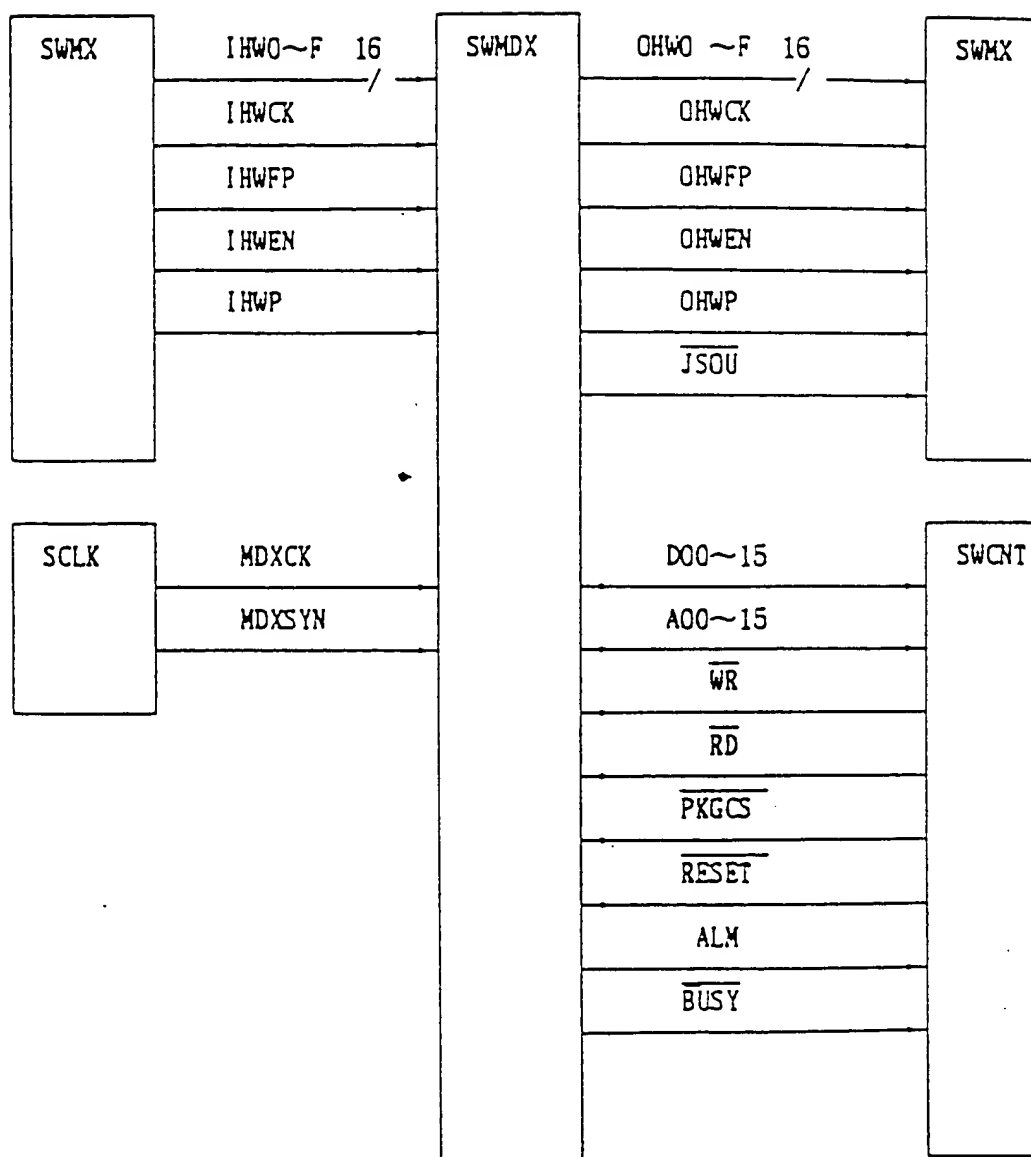 SWMX IHW0~F 16 SWMDX OHW0 ~F 16 SWMX
IHWCK OHWCK
IHWFP OHWFP
IHWEN OHWEN
IHWP OHWP
JSOU
SCLK MDXCK D00~15 SWCNT
MDXSYN A00~15
WR
RD
PKGCS
RESET
ALM
BUSY